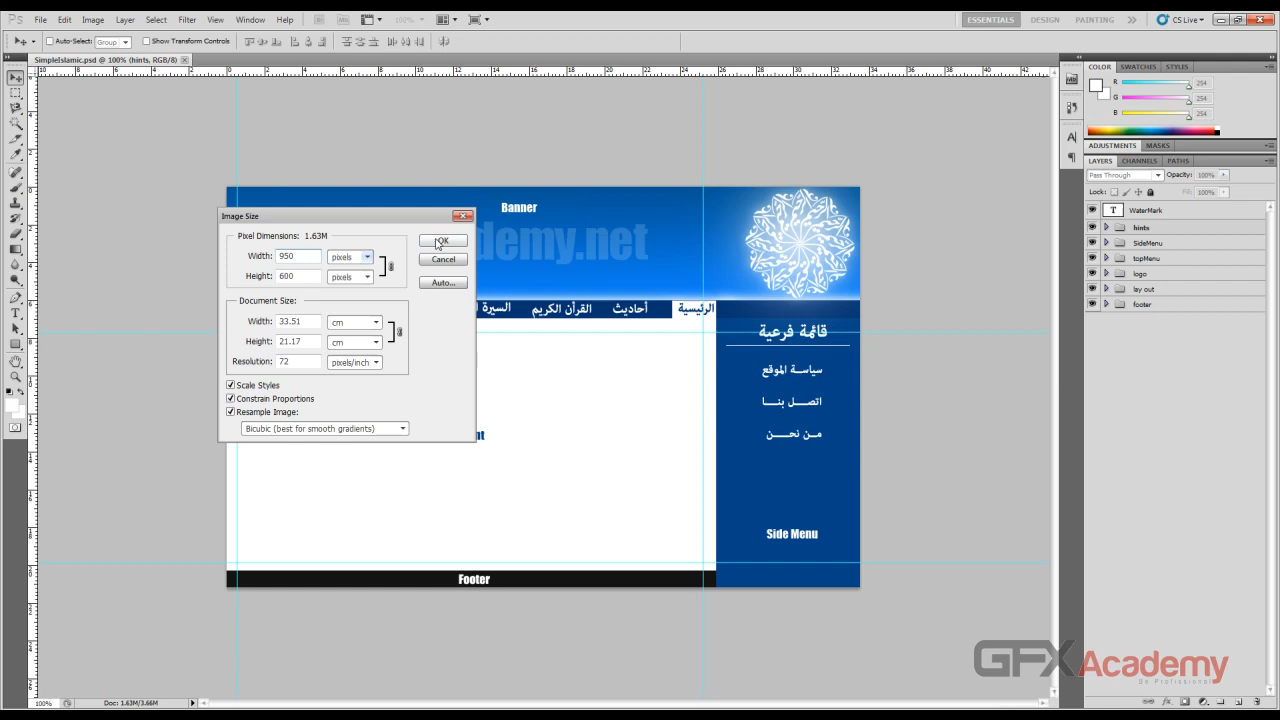 Ps File Edit Image Layer Select Filter View Analysis Window Help Br Mb 100% ESSENTIALS DESIGN PAINTING CS Live
Auto-Select: Group Show Transform Controls
SimpleIslamic.psd @ 100% (hints, RGB/8)
COLOR SWATCHES STYLES
R 254
G 254
B 254
ADJUSTMENTS MASKS
LAYERS CHANNELS PATHS
Pass Through Opacity: 100%
Lock: Fill: 100%
T WaterMark
hints
SideMenu
topMenu
logo
lay out
footer
Banner
demy.net
Image Size
Pixel Dimensions: 1.63M
Width: 950 pixels
Height: 600 pixels
OK
Cancel
Auto...
Document Size:
Width: 33.51 cm
Height: 21.17 cm
Resolution: 72 pixels/inch
Scale Styles
Constrain Proportions
Resample Image:
Bicubic (best for smooth gradients)
الرئيسية أحاديث القرآن الكريم السيرة
قائمة فرعية
سياسة الموقع
اتصل بنا
من نحن
nt
Side Menu
Footer
GFX Academy
Be Professional
100% Doc: 1.63M/3.66M